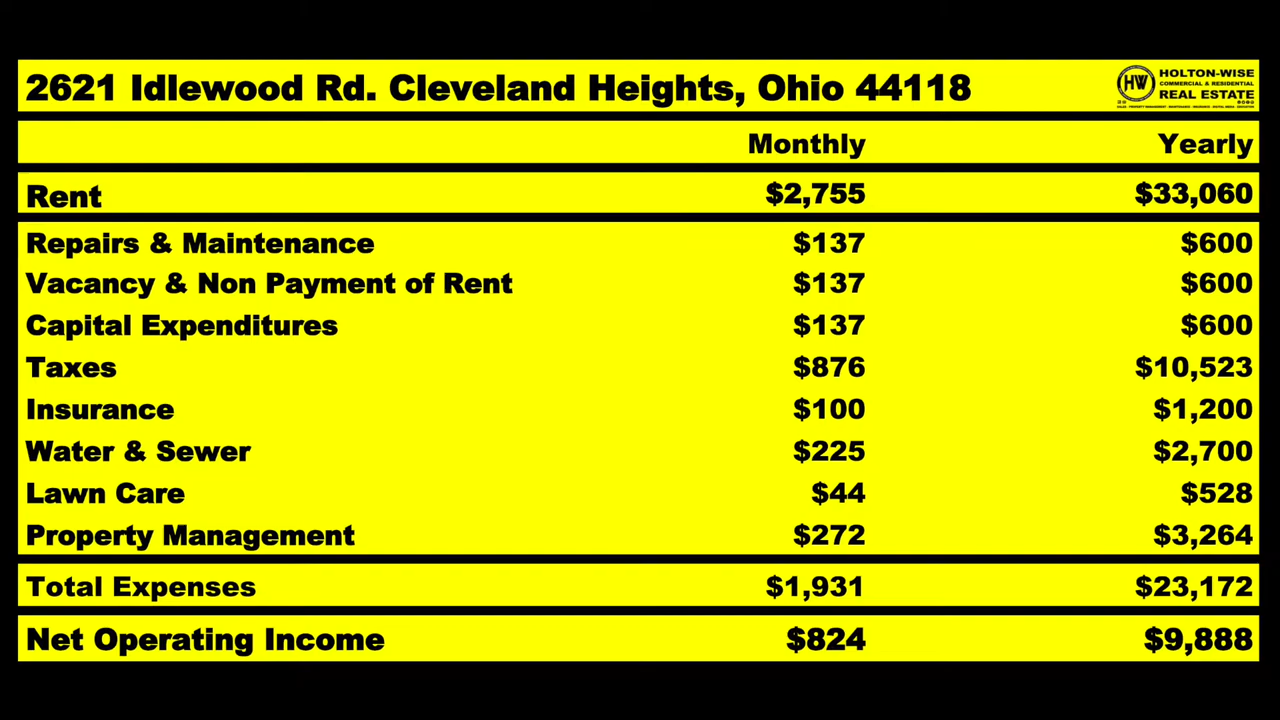 2621 Idlewood Rd. Cleveland Heights, Ohio 44118
HW
HOLTON-WISE
COMMERCIAL & RESIDENTIAL
REAL ESTATE
Monthly Yearly
Rent $2,755 $33,060
Repairs & Maintenance $137 $600
Vacancy & Non Payment of Rent $137 $600
Capital Expenditures $137 $600
Taxes $876 $10,523
Insurance $100 $1,200
Water & Sewer $225 $2,700
Lawn Care $44 $528
Property Management $272 $3,264
Total Expenses $1,931 $23,172
Net Operating Income $824 $9,888